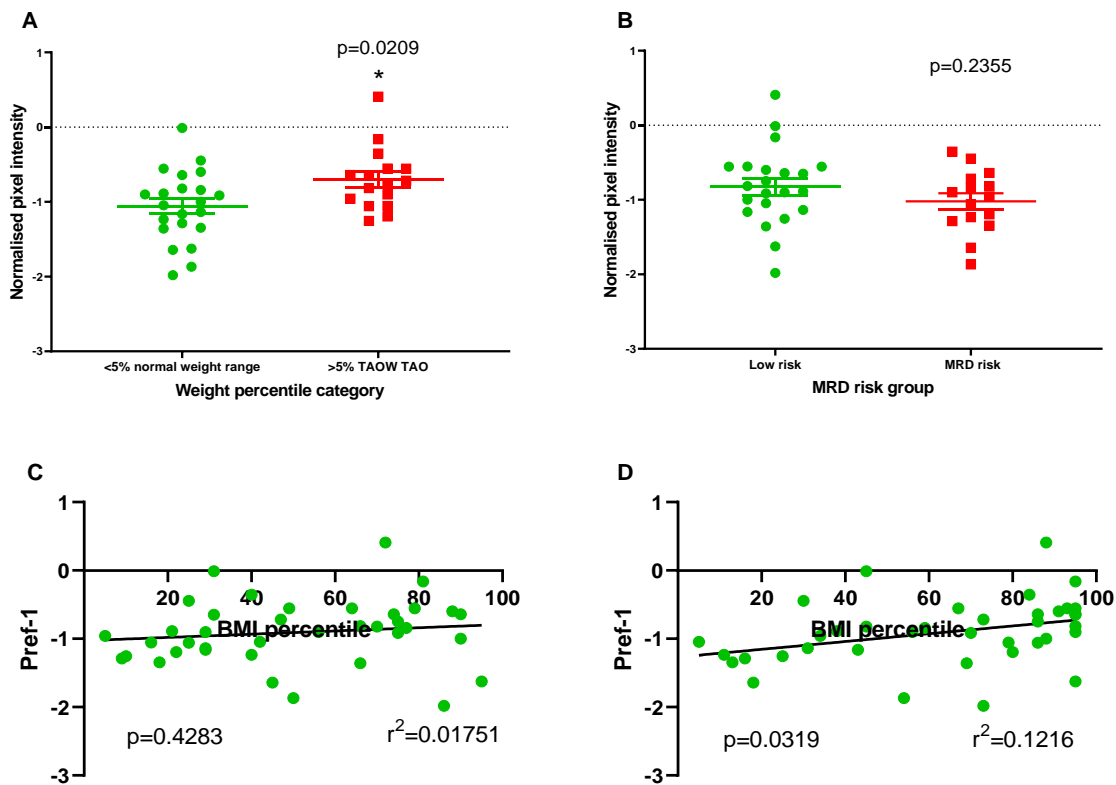 A
p=0.0209
*
1
0
-1
-2
-3
Normalised pixel intensity
<5% normal weight range
>5% TAOW TAO
Weight percentile category
B
p=0.2355
1
0
-1
-2
-3
Normalised pixel intensity
Low risk
MRD risk
MRD risk group
C
1
0
-1
-2
-3
Pref-1
20 40 60 80 100
BMI percentile
p=0.4283
r²=0.01751
D
1
0
-1
-2
-3
Pref-1
20 40 60 80 100
BMI percentile
p=0.0319
r²=0.1216